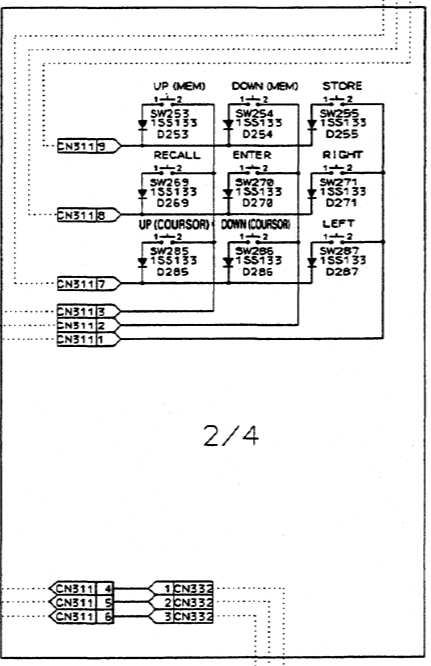 UP (MEM) DOWN (MEM) STORE
1 2 1 2 1 2
SW253 SW254 SW255
1SS133 1SS133 1SS133
D253 D254 D255
CN311 9
RECALL ENTER RIGHT
1 2 1 2 1 2
SW269 SW270 SW271
1SS133 1SS133 1SS133
D269 D270 D271
CN311 8
UP (COURSOR) DOWN (COURSOR) LEFT
1 2 1 2 1 2
SW285 SW286 SW287
1SS133 1SS133 1SS133
D285 D286 D287
CN311 7
CN311 3
CN311 2
CN311 1
2/4
CN311 4 1 CN332
CN311 5 2 CN332
CN311 6 3 CN332